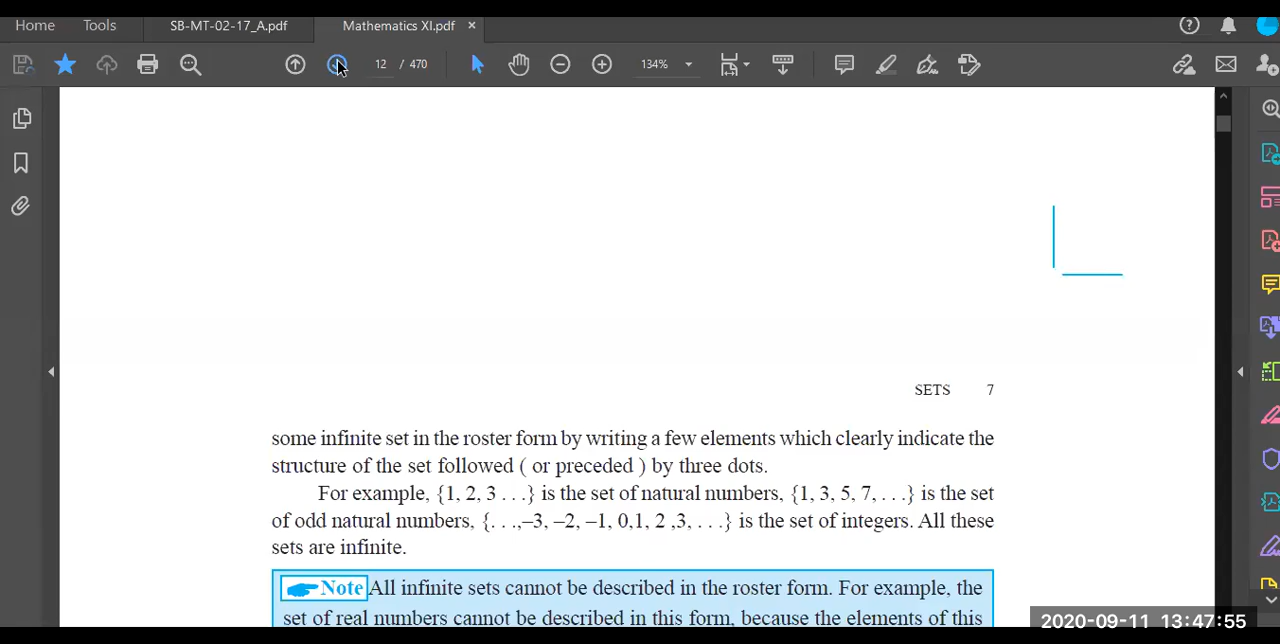 Home Tools SB-MT-02-17_A.pdf Mathematics XI.pdf ×
12 / 470 134%
SETS 7
some infinite set in the roster form by writing a few elements which clearly indicate the
structure of the set followed ( or preceded ) by three dots.
For example, {1, 2, 3 . . .} is the set of natural numbers, {1, 3, 5, 7, . . .} is the set
of odd natural numbers, {. . .,–3, –2, –1, 0,1, 2 ,3, . . .} is the set of integers. All these
sets are infinite.
Note All infinite sets cannot be described in the roster form. For example, the
set of real numbers cannot be described in this form, because the elements of this
2020-09-11 13:47:55